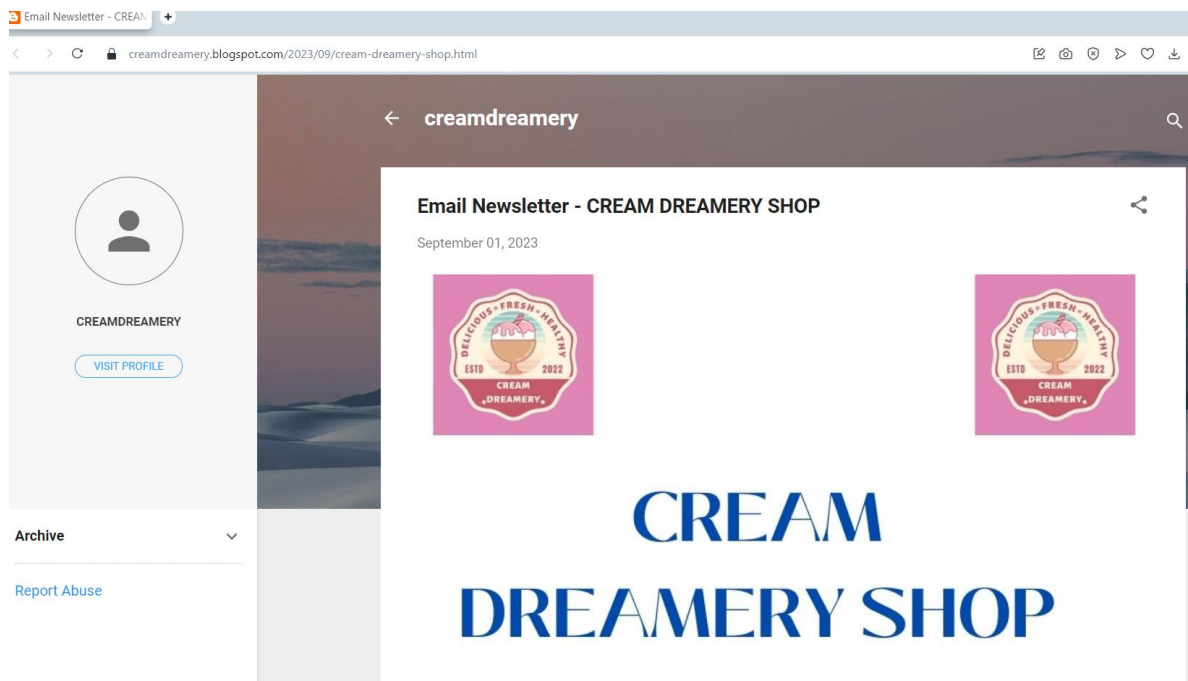 Email Newsletter - CREAM
creamdreamery.blogspot.com/2023/09/cream-dreamery-shop.html
creamdreamery
CREAMDREAMERY
VISIT PROFILE
Archive
Report Abuse
Email Newsletter - CREAM DREAMERY SHOP
September 01, 2023
DELICIOUS • FRESH • HEALTHY
ESTD 2022
CREAM
DREAMERY
DELICIOUS • FRESH • HEALTHY
ESTD 2022
CREAM
DREAMERY
CREAM
DREAMERY SHOP